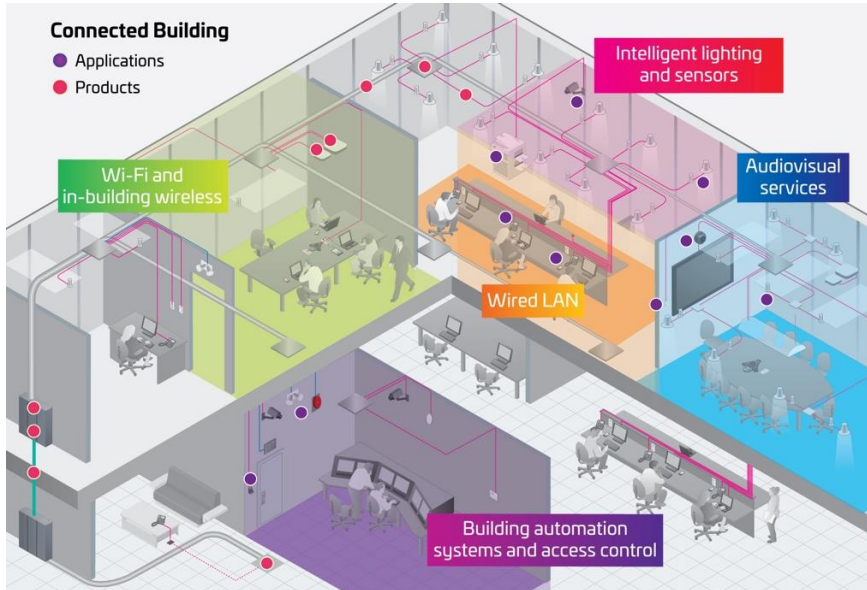 Connected Building
Applications
Products
Intelligent lighting
and sensors
Wi-Fi and
in-building wireless
Audiovisual
services
Wired LAN
Building automation
systems and access control